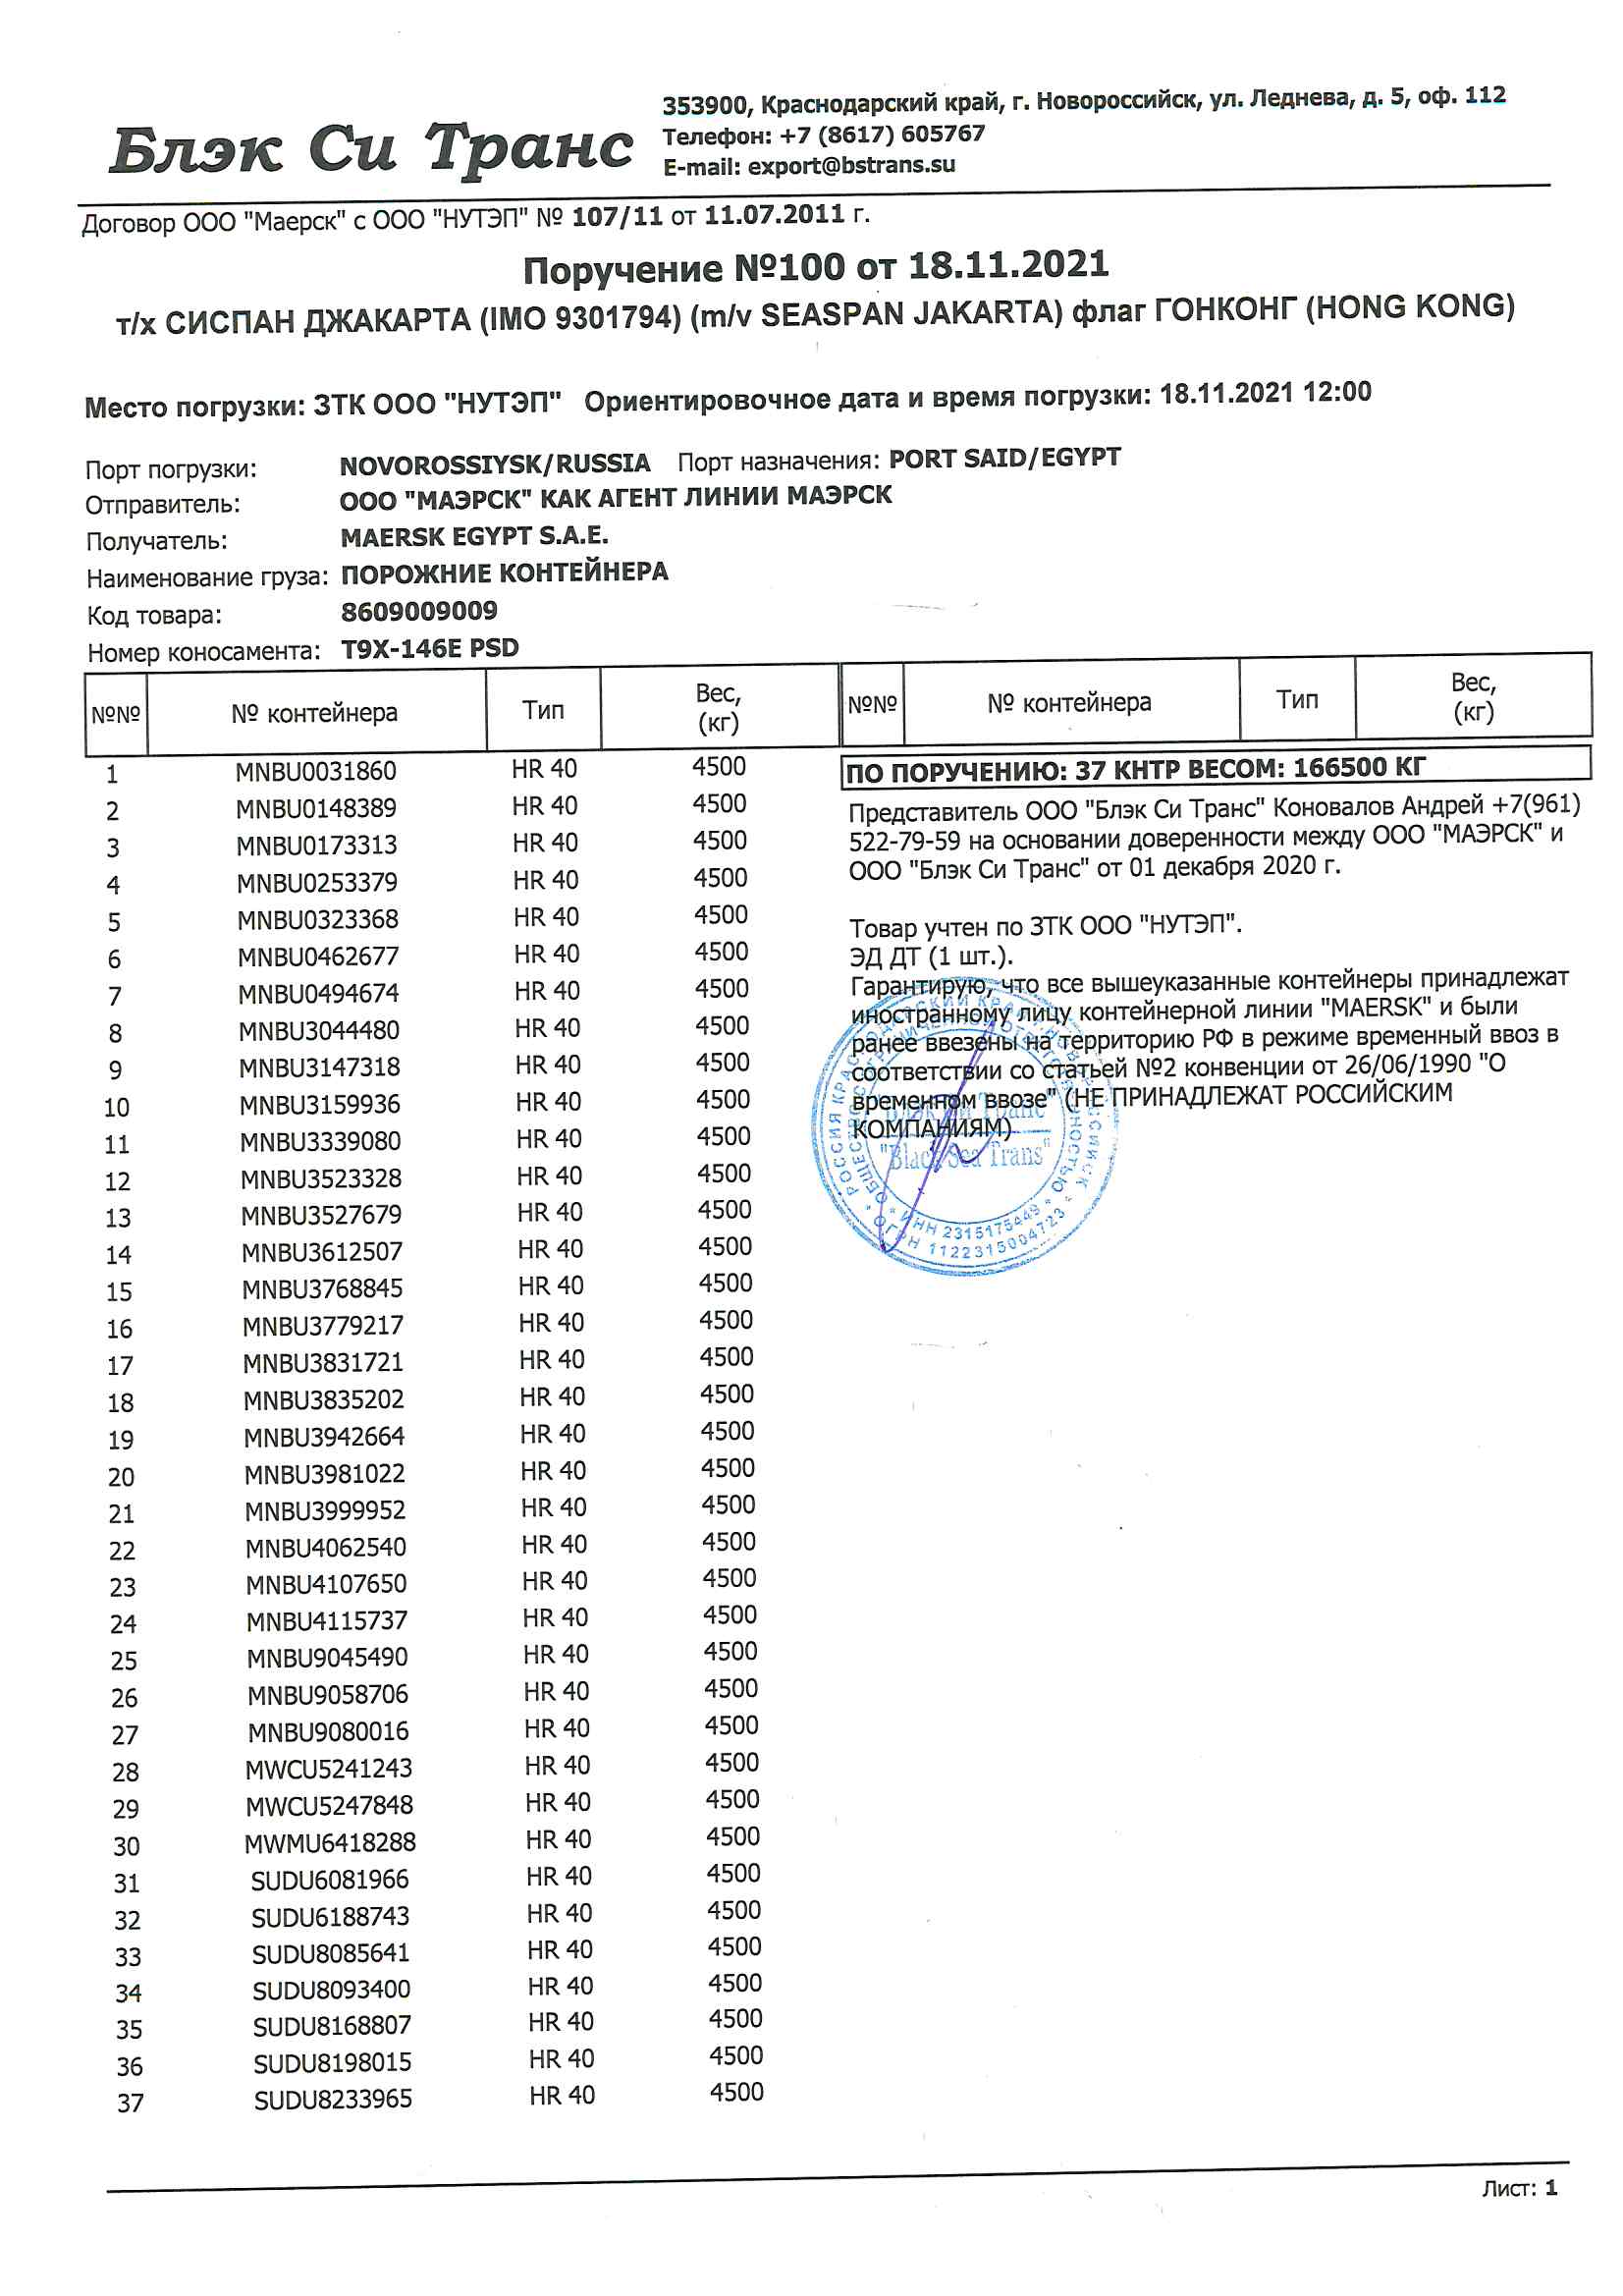 Блэк Си Транс
353900, Краснодарский край, г. Новороссийск, ул. Леднева, д. 5, оф. 112
Телефон: +7 (8617) 605767
E-mail: export@bstrans.su
Договор ООО "Маерск" с ООО "НУТЭП" № 107/11 от 11.07.2011 г.
Поручение №100 от 18.11.2021
т/х СИСПАН ДЖАКАРТА (IMO 9301794) (m/v SEASPAN JAKARTA) флаг ГОНКОНГ (HONG KONG)
Место погрузки: ЗТК ООО "НУТЭП" Ориентировочное дата и время погрузки: 18.11.2021 12:00
Порт погрузки: NOVOROSSIYSK/RUSSIA Порт назначения: PORT SAID/EGYPT
Отправитель: ООО "МАЭРСК" КАК АГЕНТ ЛИНИИ МАЭРСК
Получатель: MAERSK EGYPT S.A.E.
Наименование груза: ПОРОЖНИЕ КОНТЕЙНЕРА
Код товара: 8609009009
Номер коносамента: T9X-146E PSD
№№ № контейнера Тип Вес, (кг) №№ № контейнера Тип Вес, (кг)
1 MNBU0031860 HR 40 4500
2 MNBU0148389 HR 40 4500
3 MNBU0173313 HR 40 4500
4 MNBU0253379 HR 40 4500
5 MNBU0323368 HR 40 4500
6 MNBU0462677 HR 40 4500
7 MNBU0494674 HR 40 4500
8 MNBU3044480 HR 40 4500
9 MNBU3147318 HR 40 4500
10 MNBU3159936 HR 40 4500
11 MNBU3339080 HR 40 4500
12 MNBU3523328 HR 40 4500
13 MNBU3527679 HR 40 4500
14 MNBU3612507 HR 40 4500
15 MNBU3768845 HR 40 4500
16 MNBU3779217 HR 40 4500
17 MNBU3831721 HR 40 4500
18 MNBU3835202 HR 40 4500
19 MNBU3942664 HR 40 4500
20 MNBU3981022 HR 40 4500
21 MNBU3999952 HR 40 4500
22 MNBU4062540 HR 40 4500
23 MNBU4107650 HR 40 4500
24 MNBU4115737 HR 40 4500
25 MNBU9045490 HR 40 4500
26 MNBU9058706 HR 40 4500
27 MNBU9080016 HR 40 4500
28 MWCU5241243 HR 40 4500
29 MWCU5247848 HR 40 4500
30 MWMU6418288 HR 40 4500
31 SUDU6081966 HR 40 4500
32 SUDU6188743 HR 40 4500
33 SUDU8085641 HR 40 4500
34 SUDU8093400 HR 40 4500
35 SUDU8168807 HR 40 4500
36 SUDU8198015 HR 40 4500
37 SUDU8233965 HR 40 4500
ПО ПОРУЧЕНИЮ: 37 КНТР ВЕСОМ: 166500 КГ
Представитель ООО "Блэк Си Транс" Коновалов Андрей +7(961)
522-79-59 на основании доверенности между ООО "МАЭРСК" и
ООО "Блэк Си Транс" от 01 декабря 2020 г.
Товар учтен по ЗТК ООО "НУТЭП".
ЭД ДТ (1 шт.).
Гарантирую, что все вышеуказанные контейнеры принадлежат
иностранному лицу контейнерной линии "MAERSK" и были
ранее ввезены на территорию РФ в режиме временный ввоз в
соответствии со статьей №2 конвенции от 26/06/1990 "О
временном ввозе" (НЕ ПРИНАДЛЕЖАТ РОССИЙСКИМ
КОМПАНИЯМ)
РОССИЯ КРАСНОДАРСКИЙ КРАЙ Г. НОВОРОССИЙСК
"Блэк Си Транс"
"Black Sea Trans"
ИНН 2315175449
ОГРН 1122315004723
Лист: 1